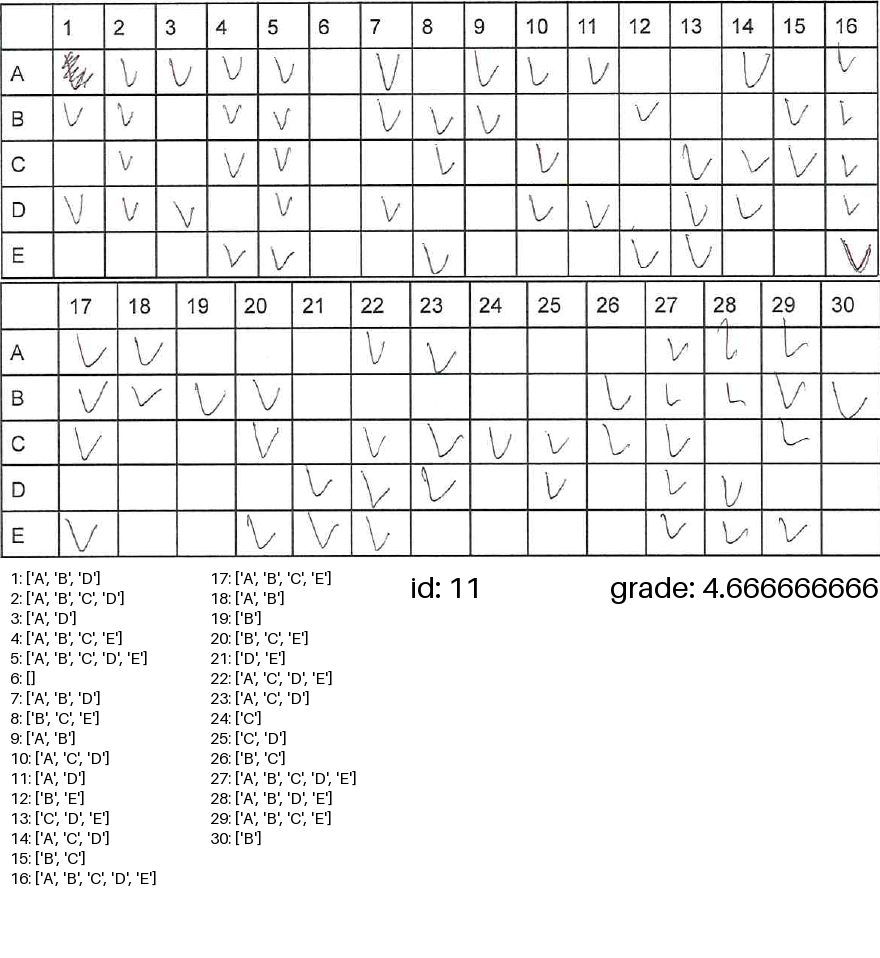 1 2 3 4 5 6 7 8 9 10 11 12 13 14 15 16
A
B
C
D
E
17 18 19 20 21 22 23 24 25 26 27 28 29 30
A
B
C
D
E
1: ['A', 'B', 'D']
2: ['A', 'B', 'C', 'D']
3: ['A', 'D']
4: ['A', 'B', 'C', 'E']
5: ['A', 'B', 'C', 'D', 'E']
6: []
7: ['A', 'B', 'D']
8: ['B', 'C', 'E']
9: ['A', 'B']
10: ['A', 'C', 'D']
11: ['A', 'D']
12: ['B', 'E']
13: ['C', 'D', 'E']
14: ['A', 'C', 'D']
15: ['B', 'C']
16: ['A', 'B', 'C', 'D', 'E']
17: ['A', 'B', 'C', 'E']
18: ['A', 'B']
19: ['B']
20: ['B', 'C', 'E']
21: ['D', 'E']
22: ['A', 'C', 'D', 'E']
23: ['A', 'C', 'D']
24: ['C']
25: ['C', 'D']
26: ['B', 'C']
27: ['A', 'B', 'C', 'D', 'E']
28: ['A', 'B', 'D', 'E']
29: ['A', 'B', 'C', 'E']
30: ['B']
id: 11
grade: 4.666666666